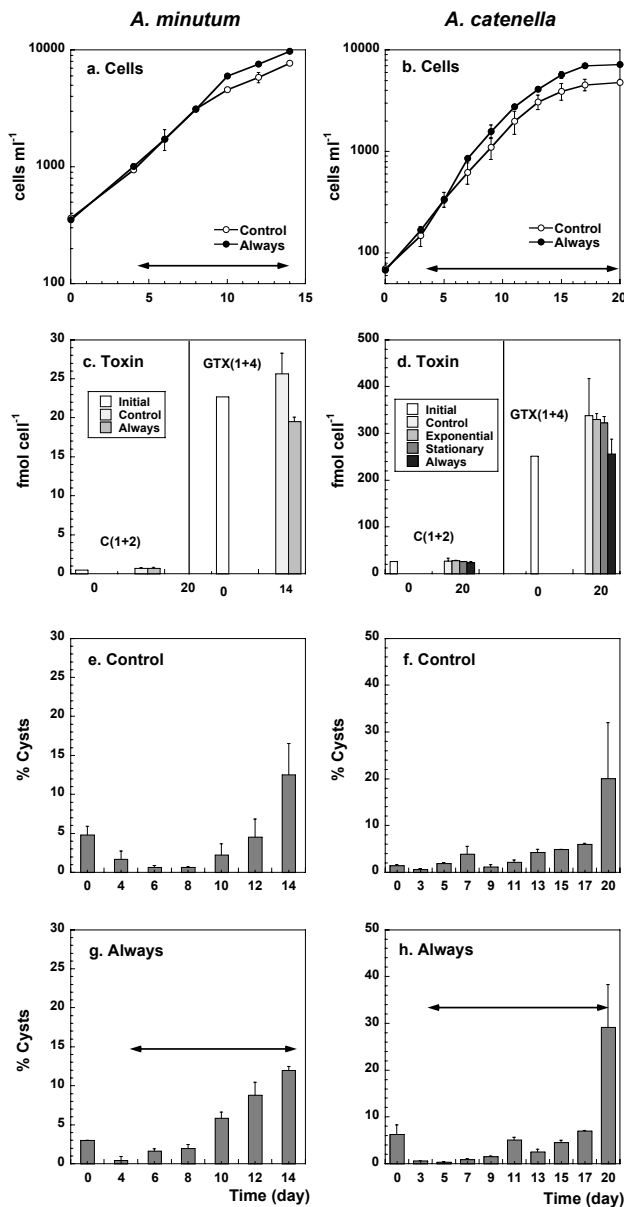 A. minutum
A. catenella
a. Cells
10000
1000
100
cells ml-1
Control
Always
0 5 10 15
b. Cells
10000
1000
100
cells ml-1
Control
Always
0 5 10 15 20
c. Toxin
GTX(1+4)
Initial
Control
Always
C(1+2)
30
25
20
15
10
5
0
fmol cell-1
0 20 0 14
d. Toxin
GTX(1+4)
Initial
Control
Exponential
Stationary
Always
C(1+2)
500
400
300
200
100
0
fmol cell-1
0 20 0 20
e. Control
30
25
20
15
10
5
0
% Cysts
0 4 6 8 10 12 14
f. Control
50
40
30
20
10
0
% Cysts
0 3 5 7 9 11 13 15 17 20
g. Always
30
25
20
15
10
5
0
% Cysts
0 4 6 8 10 12 14
Time (day)
h. Always
50
40
30
20
10
0
% Cysts
0 3 5 7 9 11 13 15 17 20
Time (day)